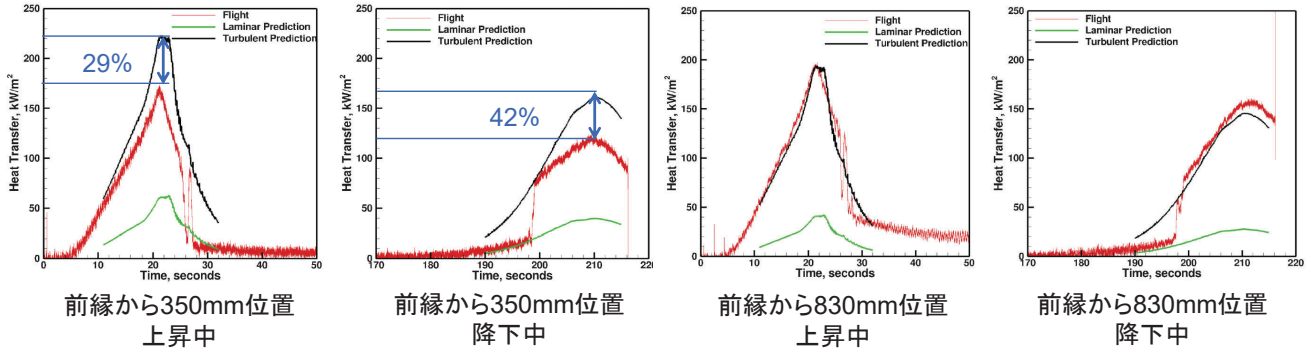 250
200
150
100
50
0
Heat Transfer, kW/m²
Flight
Laminar Prediction
Turbulent Prediction
29%
0 10 20 30 40 50
Time, seconds
前縁から350mm位置
上昇中
250
200
150
100
50
0
Heat Transfer, kW/m²
Flight
Laminar Prediction
Turbulent Prediction
42%
170 180 190 200 210 220
Time, seconds
前縁から350mm位置
降下中
250
200
150
100
50
0
Heat Transfer, kW/m²
Flight
Laminar Prediction
Turbulent Prediction
0 10 20 30 40 50
Time, seconds
前縁から830mm位置
上昇中
250
200
150
100
50
0
Heat Transfer, kW/m²
Flight
Laminar Prediction
Turbulent Prediction
170 180 190 200 210 220
Time, seconds
前縁から830mm位置
降下中